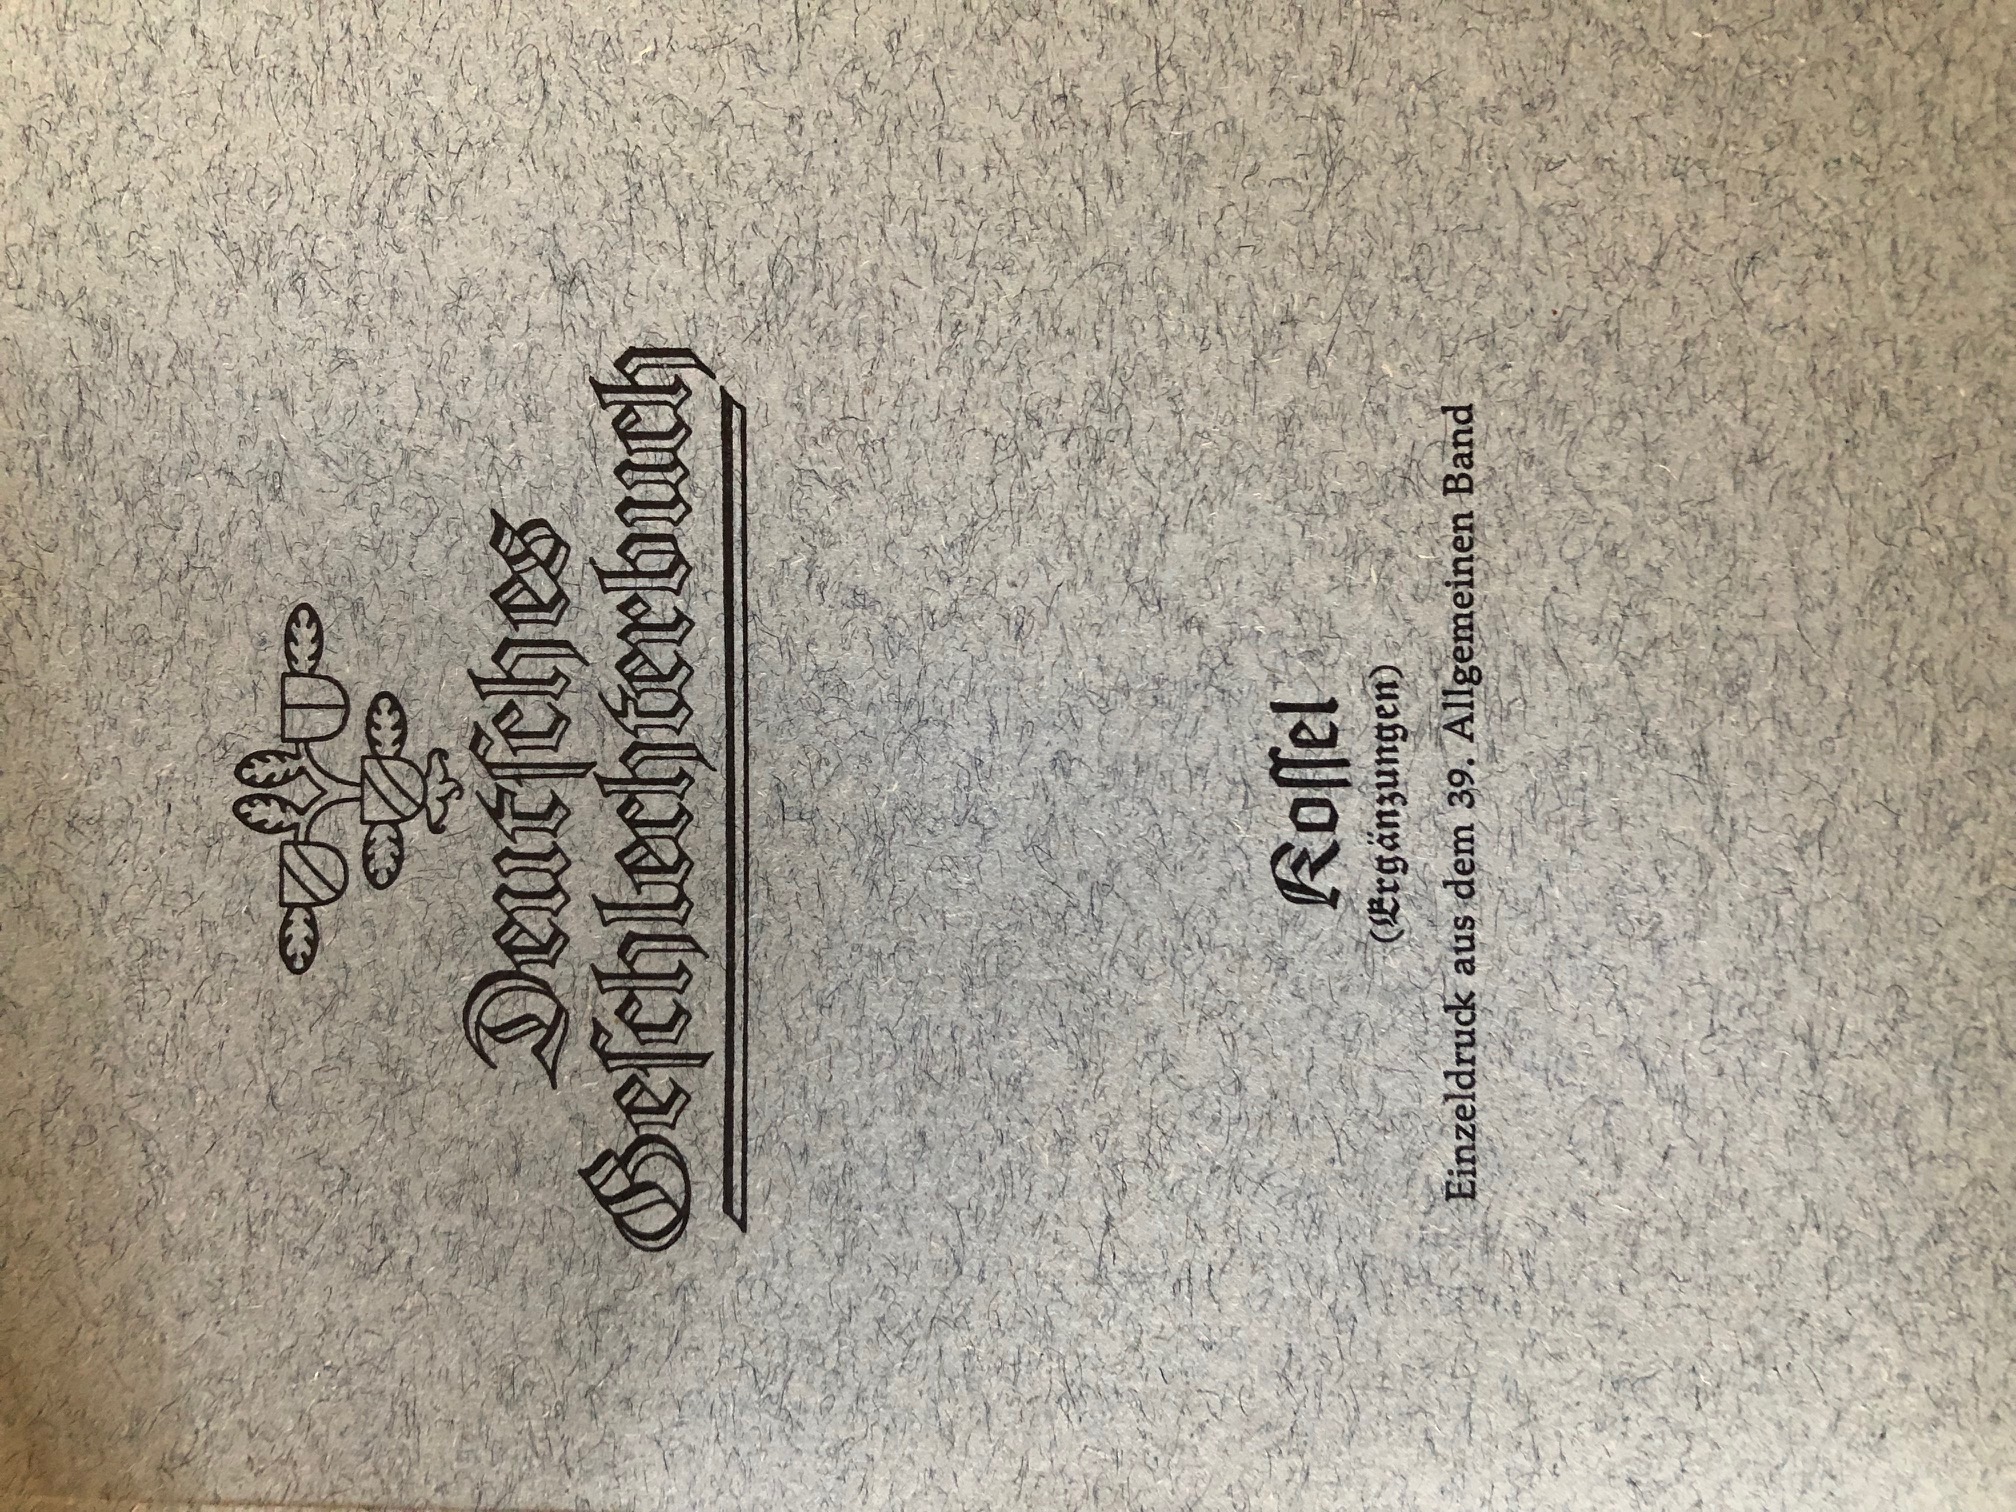 Deutſches
Geſchlechterbuch
Koſſel
(Ergänzungen)
Einzeldruck aus dem 39. Allgemeinen Band